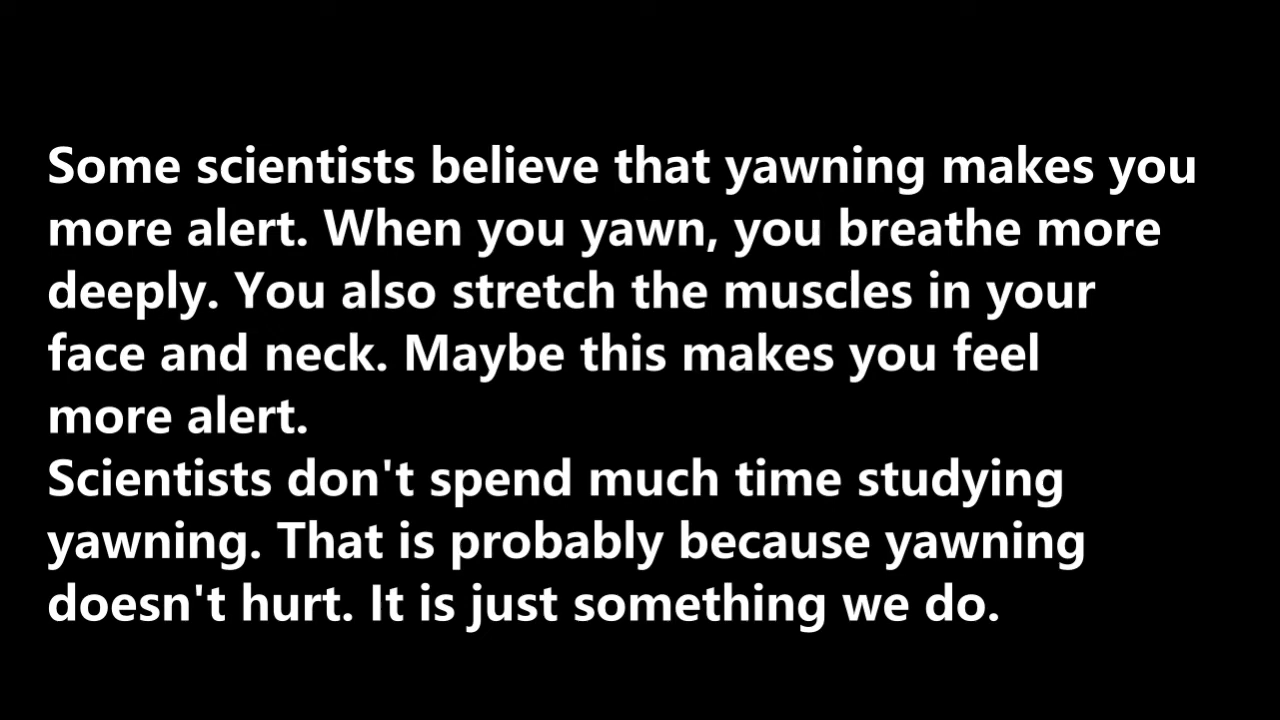 Some scientists believe that yawning makes you
more alert. When you yawn, you breathe more
deeply. You also stretch the muscles in your
face and neck. Maybe this makes you feel
more alert.
Scientists don't spend much time studying
yawning. That is probably because yawning
doesn't hurt. It is just something we do.